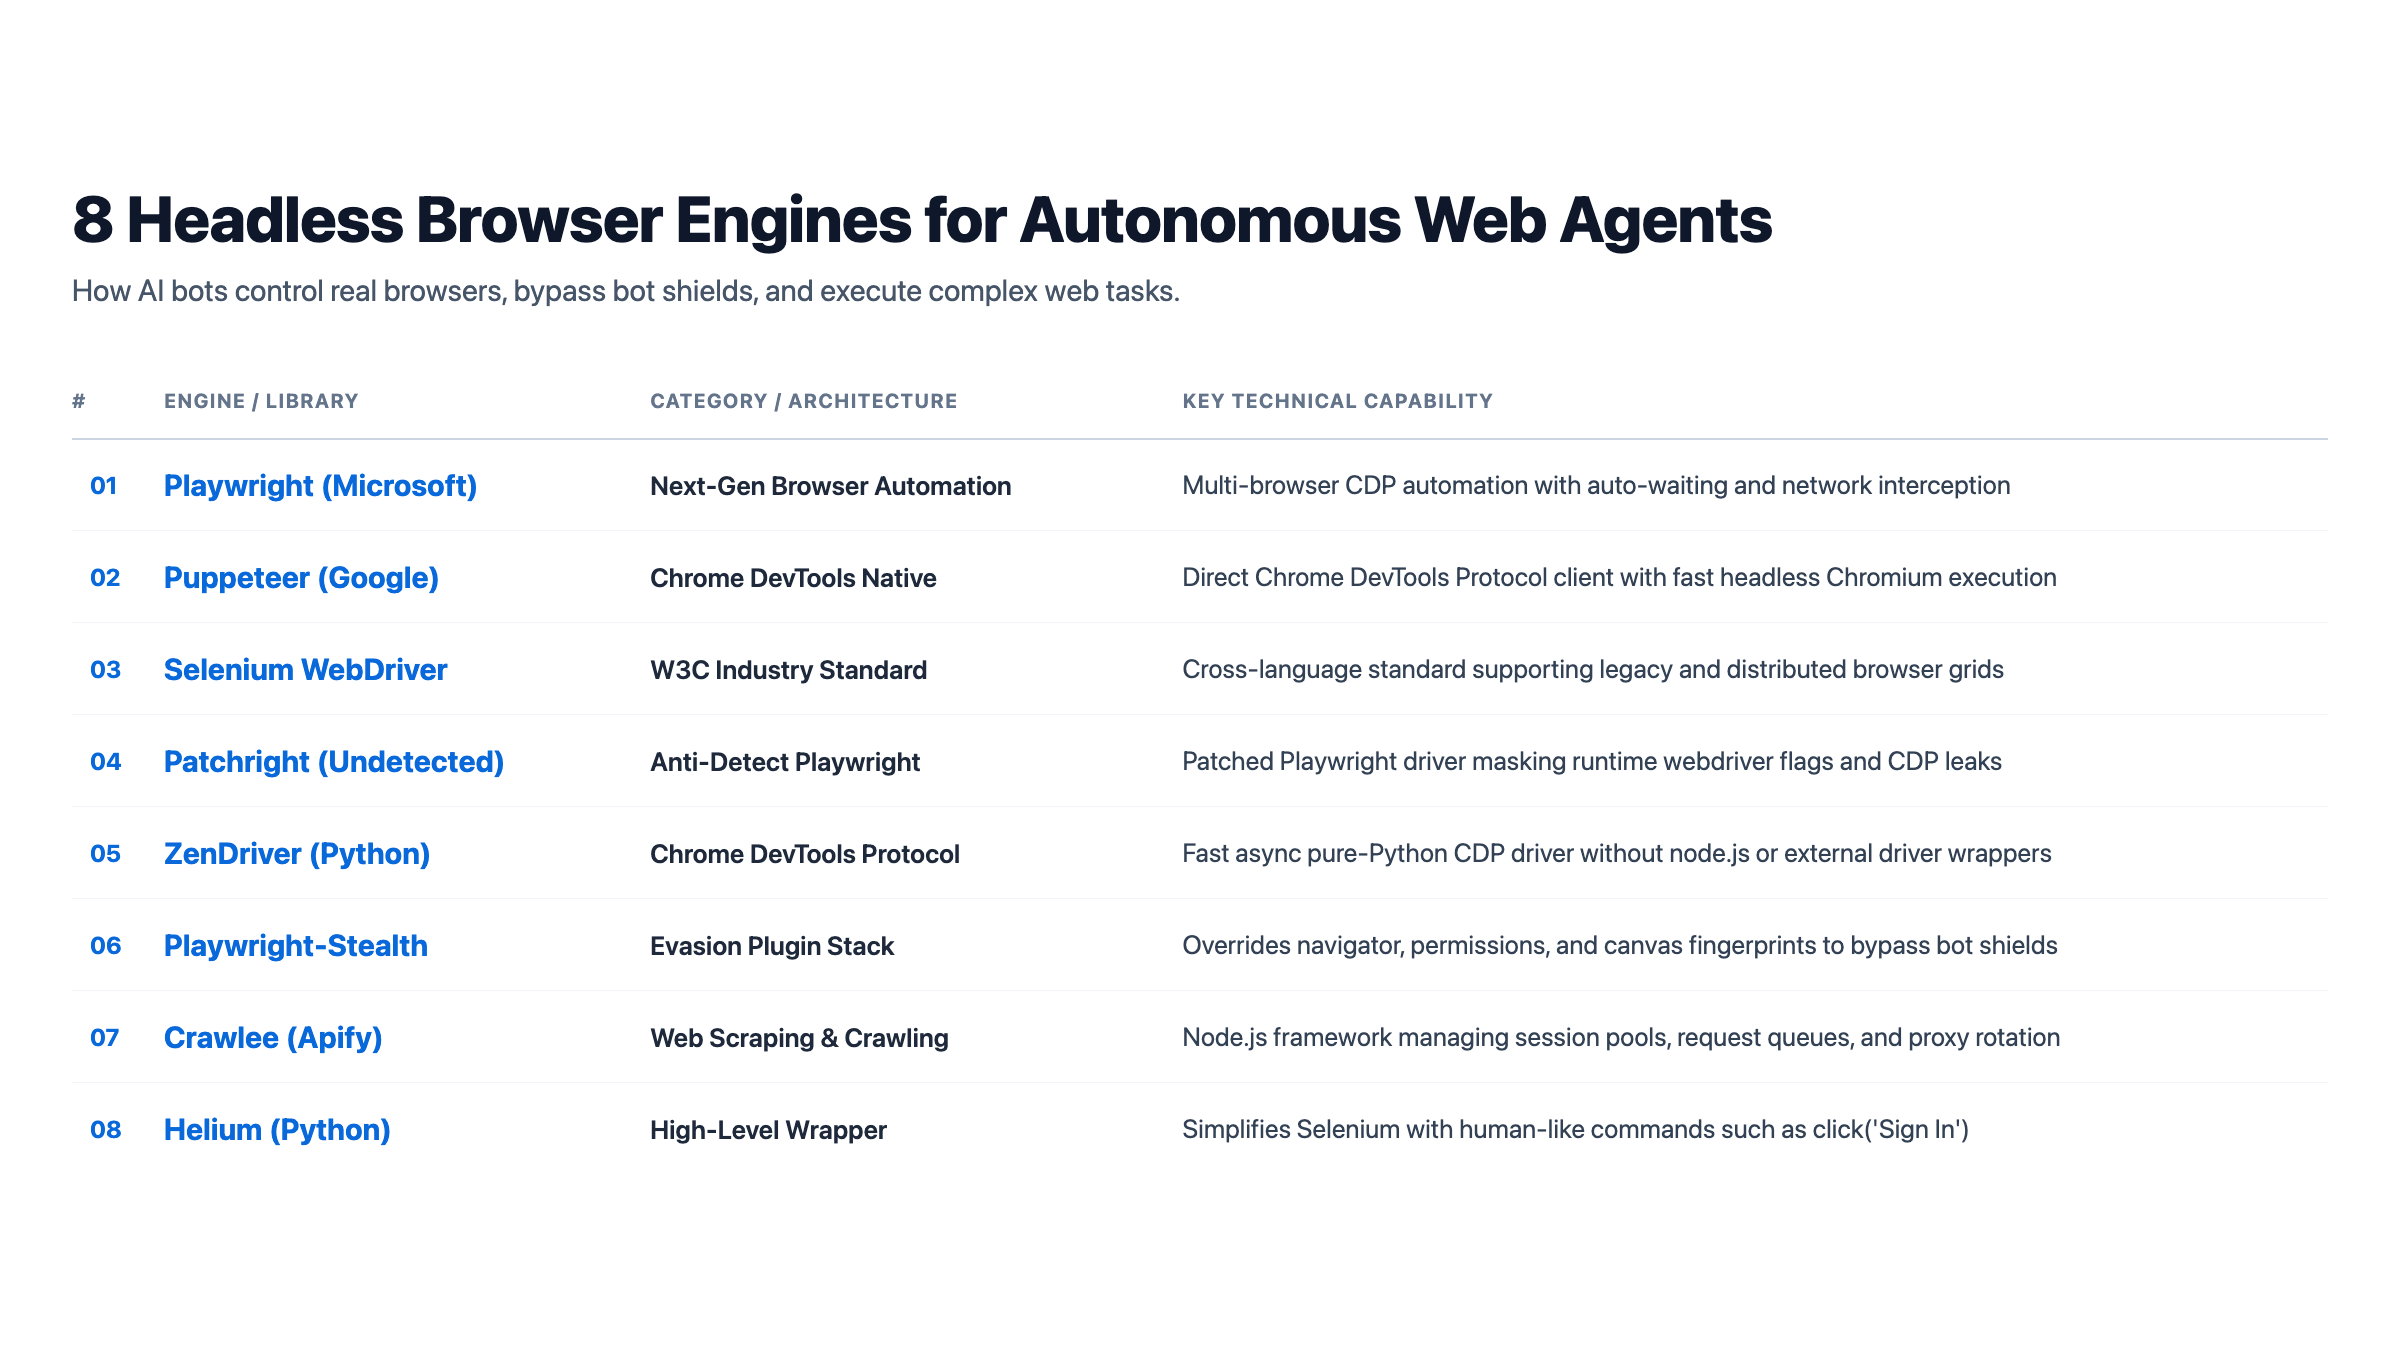 8 Headless Browser Engines for Autonomous Web Agents
How AI bots control real browsers, bypass bot shields, and execute complex web tasks.
# ENGINE / LIBRARY CATEGORY / ARCHITECTURE KEY TECHNICAL CAPABILITY
01 Playwright (Microsoft) Next-Gen Browser Automation Multi-browser CDP automation with auto-waiting and network interception
02 Puppeteer (Google) Chrome DevTools Native Direct Chrome DevTools Protocol client with fast headless Chromium execution
03 Selenium WebDriver W3C Industry Standard Cross-language standard supporting legacy and distributed browser grids
04 Patchright (Undetected) Anti-Detect Playwright Patched Playwright driver masking runtime webdriver flags and CDP leaks
05 ZenDriver (Python) Chrome DevTools Protocol Fast async pure-Python CDP driver without node.js or external driver wrappers
06 Playwright-Stealth Evasion Plugin Stack Overrides navigator, permissions, and canvas fingerprints to bypass bot shields
07 Crawlee (Apify) Web Scraping & Crawling Node.js framework managing session pools, request queues, and proxy rotation
08 Helium (Python) High-Level Wrapper Simplifies Selenium with human-like commands such as click('Sign In')